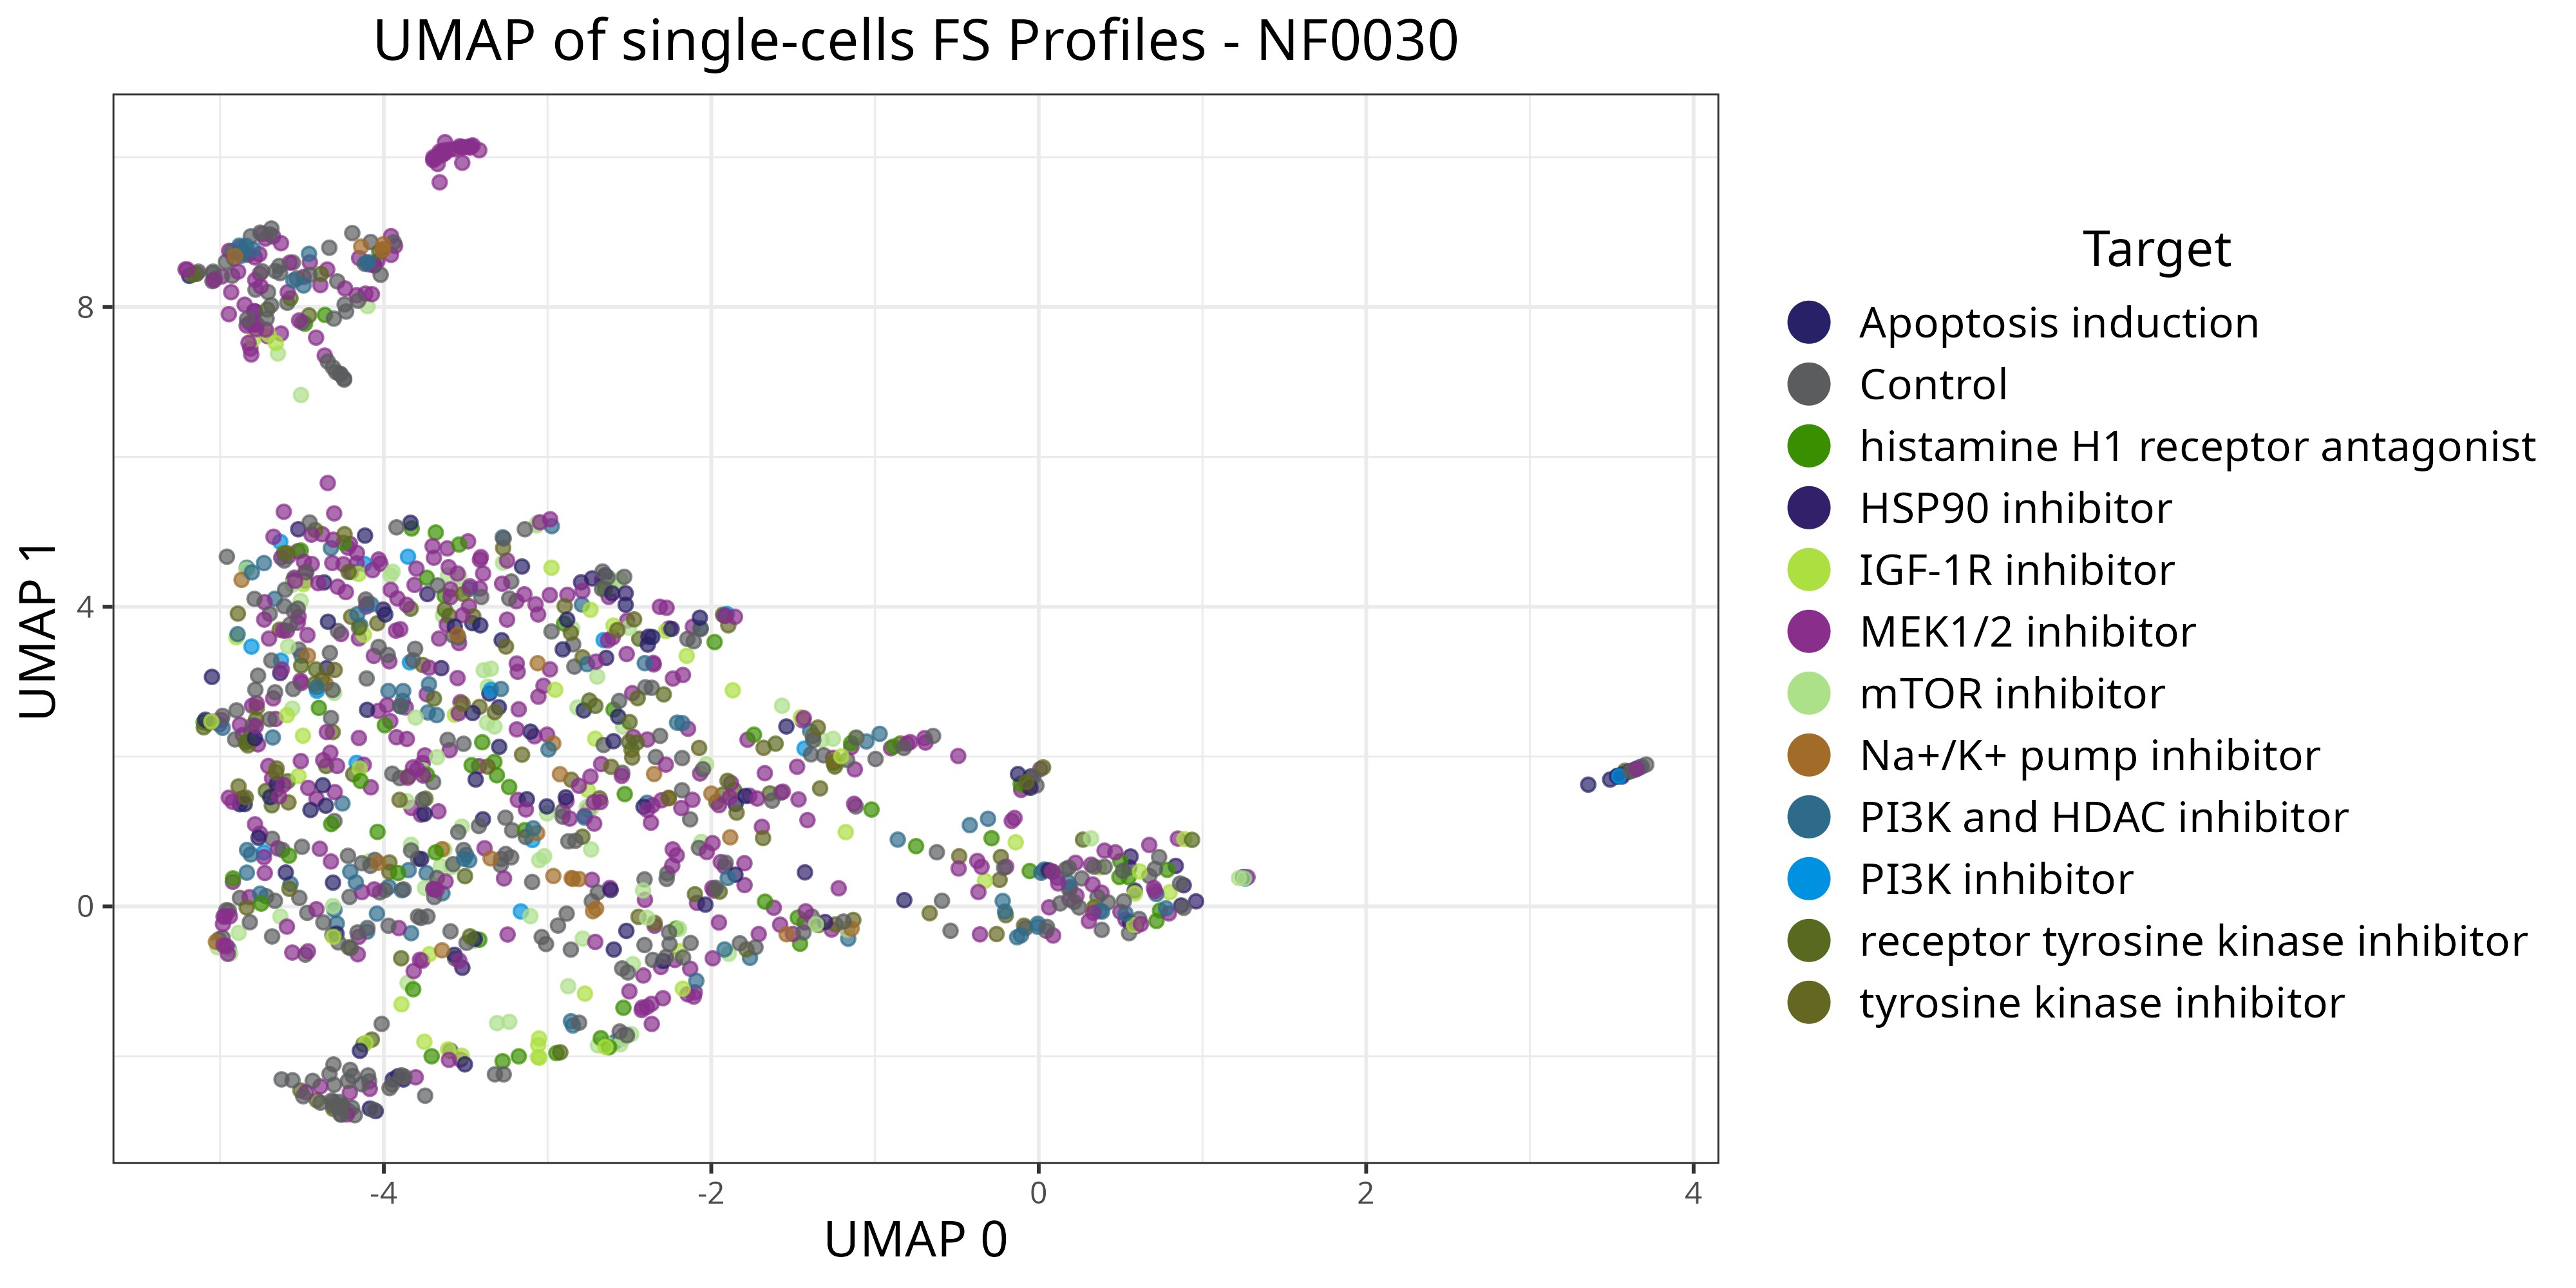 UMAP of single-cells FS Profiles - NF0030
UMAP 1
8
4
0
-4
-2
0
2
4
UMAP 0
Target
Apoptosis induction
Control
histamine H1 receptor antagonist
HSP90 inhibitor
IGF-1R inhibitor
MEK1/2 inhibitor
mTOR inhibitor
Na+/K+ pump inhibitor
PI3K and HDAC inhibitor
PI3K inhibitor
receptor tyrosine kinase inhibitor
tyrosine kinase inhibitor